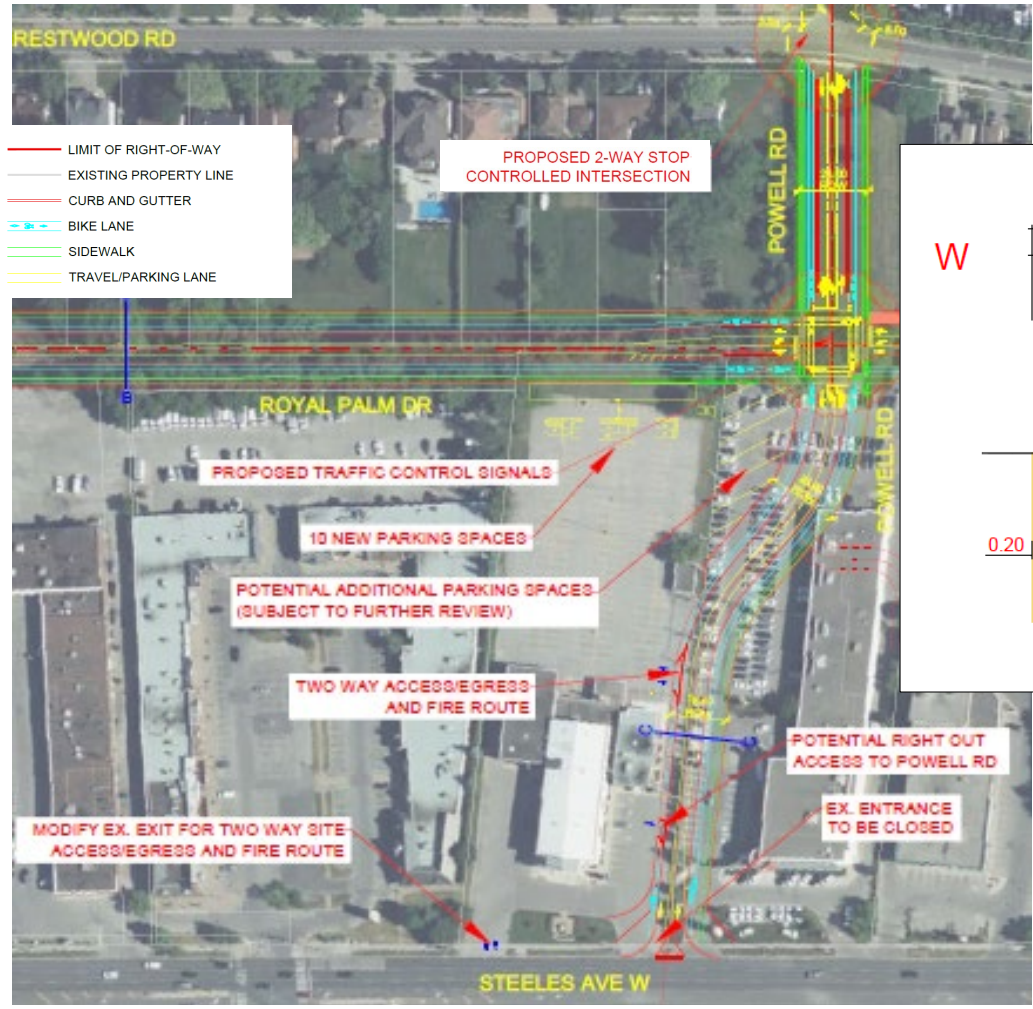 RESTWOOD RD
LIMIT OF RIGHT-OF-WAY
EXISTING PROPERTY LINE
CURB AND GUTTER
BIKE LANE
SIDEWALK
TRAVEL/PARKING LANE
PROPOSED 2-WAY STOP
CONTROLLED INTERSECTION
POWELL RD
W
B
ROYAL PALM DR
POWELL RD
PROPOSED TRAFFIC CONTROL SIGNALS
10 NEW PARKING SPACES
0.20
POTENTIAL ADDITIONAL PARKING SPACES
(SUBJECT TO FURTHER REVIEW)
TWO WAY ACCESS/EGRESS
AND FIRE ROUTE
C
C
POTENTIAL RIGHT OUT
ACCESS TO POWELL RD
EX. ENTRANCE
TO BE CLOSED
MODIFY EX. EXIT FOR TWO WAY SITE
ACCESS/EGRESS AND FIRE ROUTE
STEELES AVE W